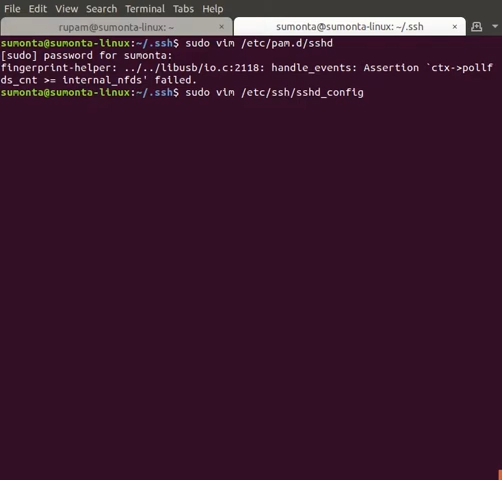 File Edit View Search Terminal Tabs Help
rupam@sumonta-linux: ~ × sumonta@sumonta-linux: ~/.ssh ×
sumonta@sumonta-linux:~/.ssh$ sudo vim /etc/pam.d/sshd
[sudo] password for sumonta:
fingerprint-helper: ../../libusb/io.c:2118: handle_events: Assertion `ctx->pollf
ds_cnt >= internal_nfds' failed.
sumonta@sumonta-linux:~/.ssh$ sudo vim /etc/ssh/sshd_config